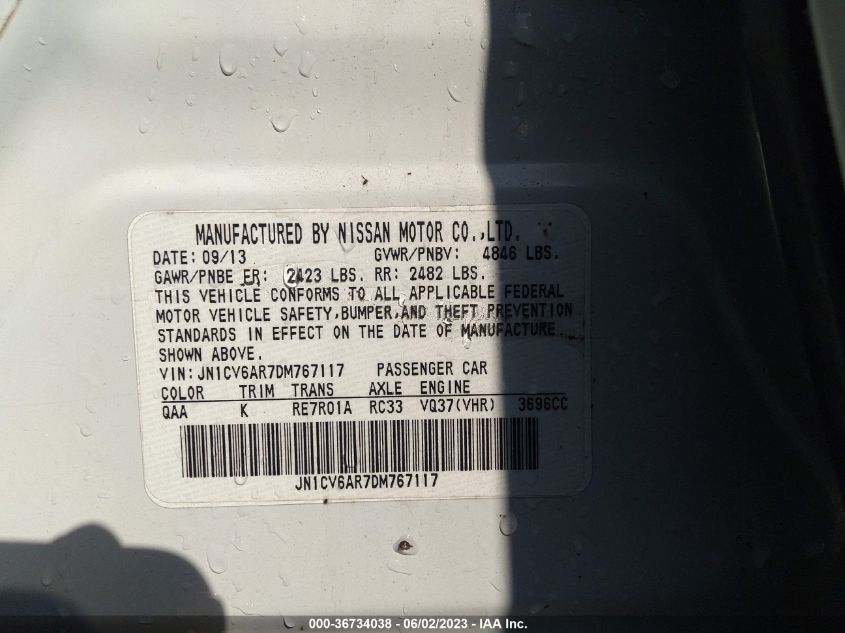 MANUFACTURED BY NISSAN MOTOR CO.,LTD.
DATE: 09/13 GVWR/PNBV: 4846 LBS.
GAWR/PNBE FR: 2423 LBS. RR: 2482 LBS.
THIS VEHICLE CONFORMS TO ALL APPLICABLE FEDERAL
MOTOR VEHICLE SAFETY,BUMPER,AND THEFT PREVENTION
STANDARDS IN EFFECT ON THE DATE OF MANUFACTURE
SHOWN ABOVE.
VIN: JN1CV6AR7DM767117 PASSENGER CAR
COLOR TRIM TRANS AXLE ENGINE
QAA K RE7R01A RC33 VQ37(VHR) 3696CC
JN1CV6AR7DM767117
000-36734038 - 06/02/2023 - IAA Inc.